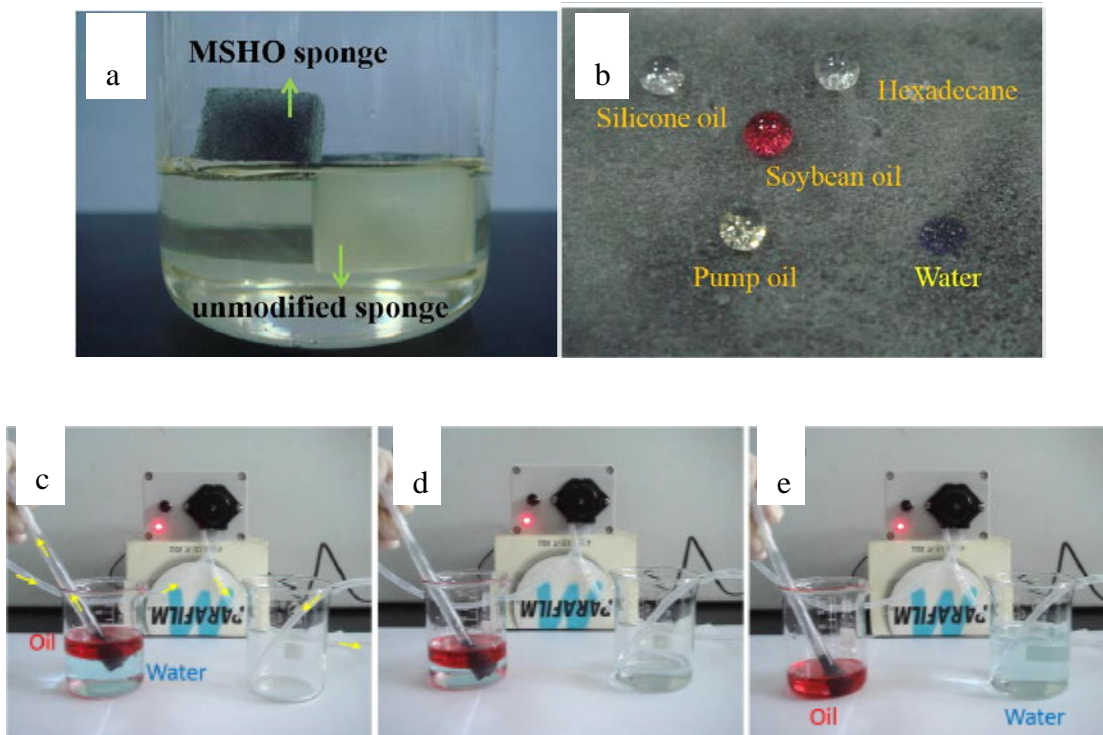 a
MSHO sponge
unmodified sponge
b
Silicone oil
Hexadecane
Soybean oil
Pump oil
Water
c
PARAFILM
M
Oil
Water
d
PARAFILM
M
e
PARAFILM
M
Oil
Water